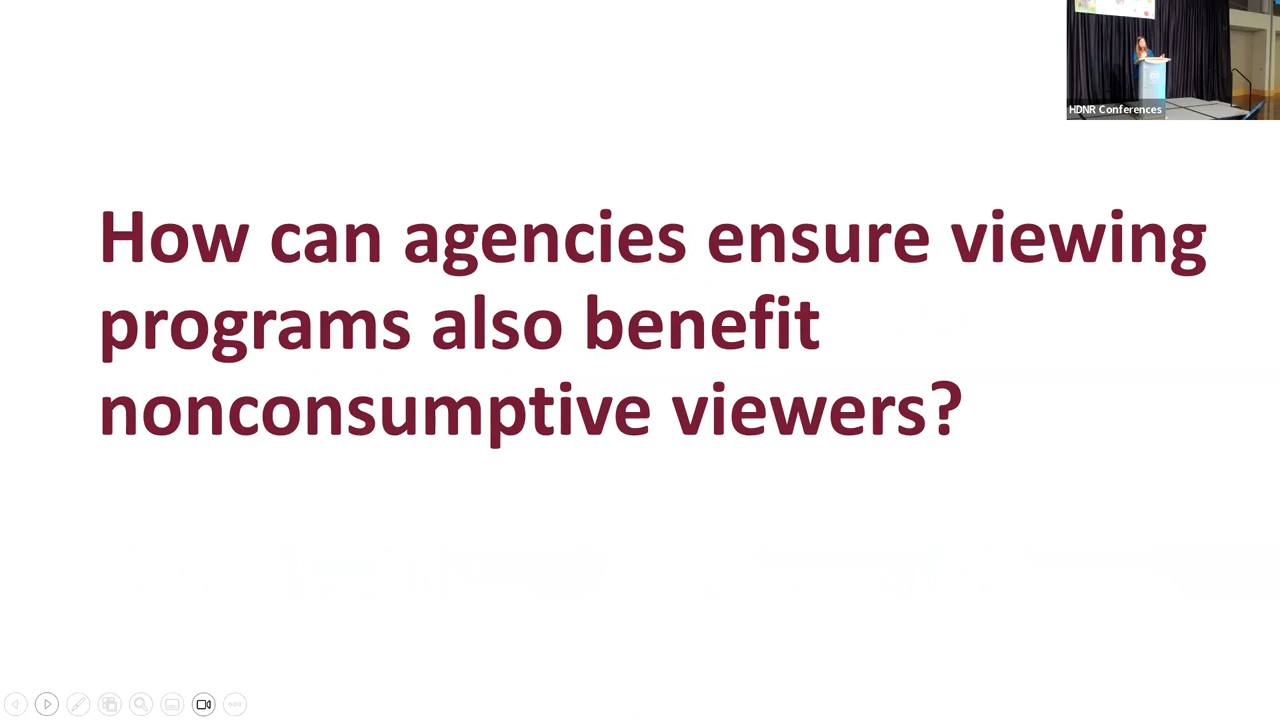 HDNR Conferences
How can agencies ensure viewing
programs also benefit
nonconsumptive viewers?